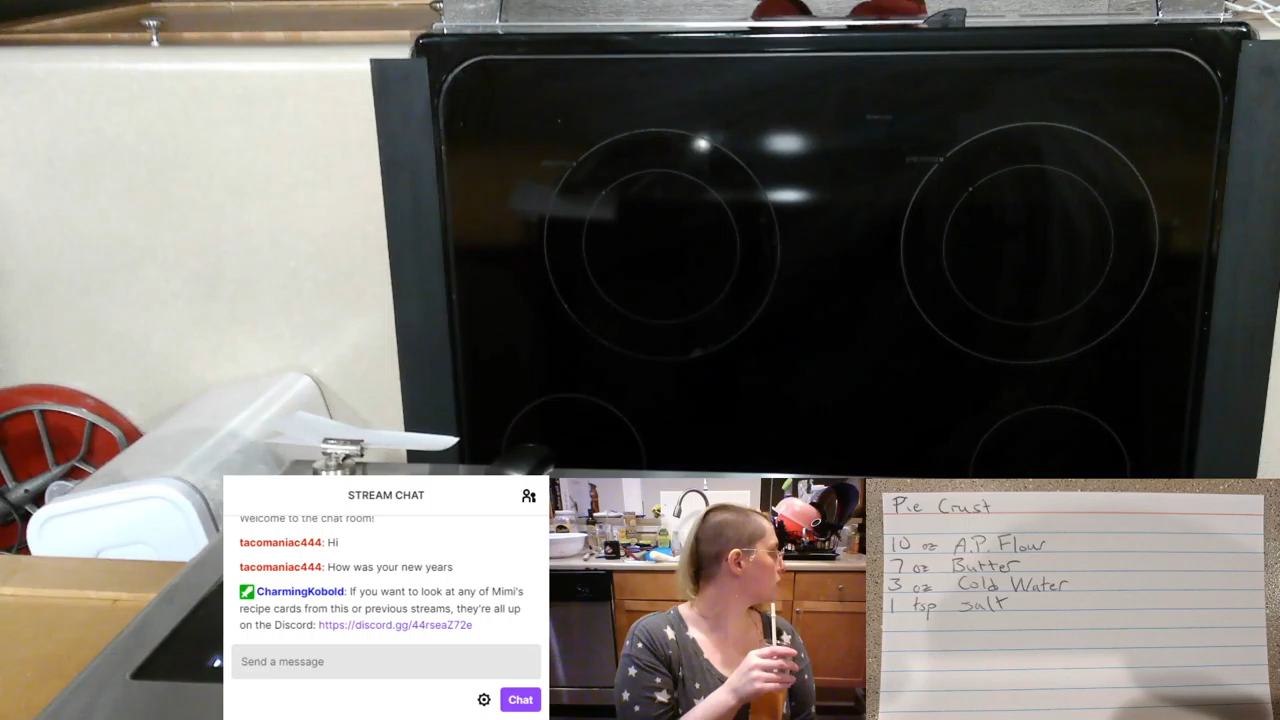 STREAM CHAT
Welcome to the chat room!
tacomaniac444: Hi
tacomaniac444: How was your new years
CharmingKobold: If you want to look at any of Mimi's
recipe cards from this or previous streams, they're all up
on the Discord: https://discord.gg/44rseaZ72e
Send a message
Chat
Pie Crust
10 oz A.P. Flour
7 oz Butter
3 oz Cold Water
1 tsp salt